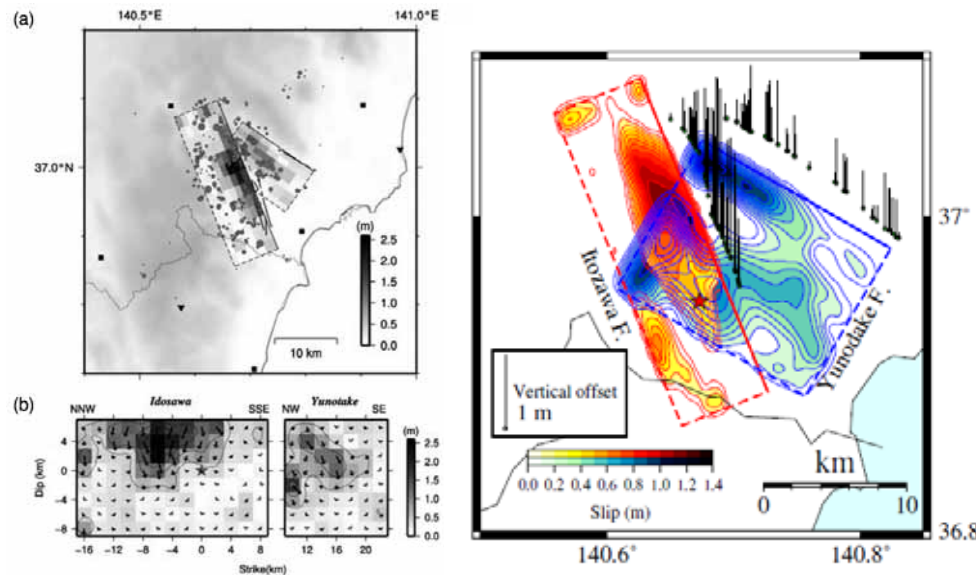 (a)
140.5°E
141.0°E
37.0°N
(m)
2.5
2.0
1.5
1.0
0.5
0.0
10 km
(b)
NNW
Idosawa
SSE
NW
Yunotake
SE
(m)
Dip (km)
4
0
-4
-8
2.5
2.0
1.5
1.0
0.5
0.0
-16
-12
-8
-4
0
4
8
12
16
20
Strike(km)
37°
36.8
Itozawa F.
Yunodake F.
Vertical offset
1 m
0.0 0.2 0.4 0.6 0.8 1.0 1.2 1.4
Slip (m)
km
0
10
140.6°
140.8°